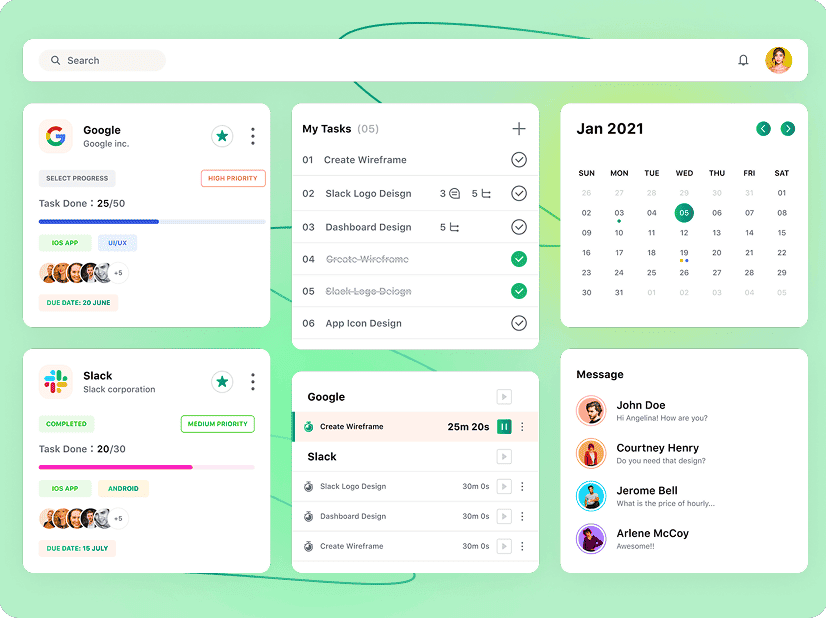 Search
Google
Google inc.
SELECT PROGRESS
HIGH PRIORITY
Task Done : 25/50
IOS APP
UI/UX
+5
DUE DATE: 20 JUNE
My Tasks (05)
01 Create Wireframe
02 Slack Logo Deisgn 3 5
03 Dashboard Design 5
04 Create Wireframe
05 Slack Logo Deisgn
06 App Icon Design
Jan 2021
SUN MON TUE WED THU FRI SAT
26 27 28 29 30 31 01
02 03 04 05 06 07 08
09 10 11 12 13 14 15
16 17 18 19 20 21 22
23 24 25 26 27 28 29
30 31 01 02 03 04 05
Slack
Slack corporation
COMPLETED
MEDIUM PRIORITY
Task Done : 20/30
IOS APP
ANDROID
+5
DUE DATE: 15 JULY
Google
Create Wireframe 25m 20s
Slack
Slack Logo Design 30m 0s
Dashboard Design 30m 0s
Create Wireframe 30m 0s
Message
John Doe
Hi Angelina! How are you?
Courtney Henry
Do you need that design?
Jerome Bell
What is the price of hourly...
Arlene McCoy
Awesome!!